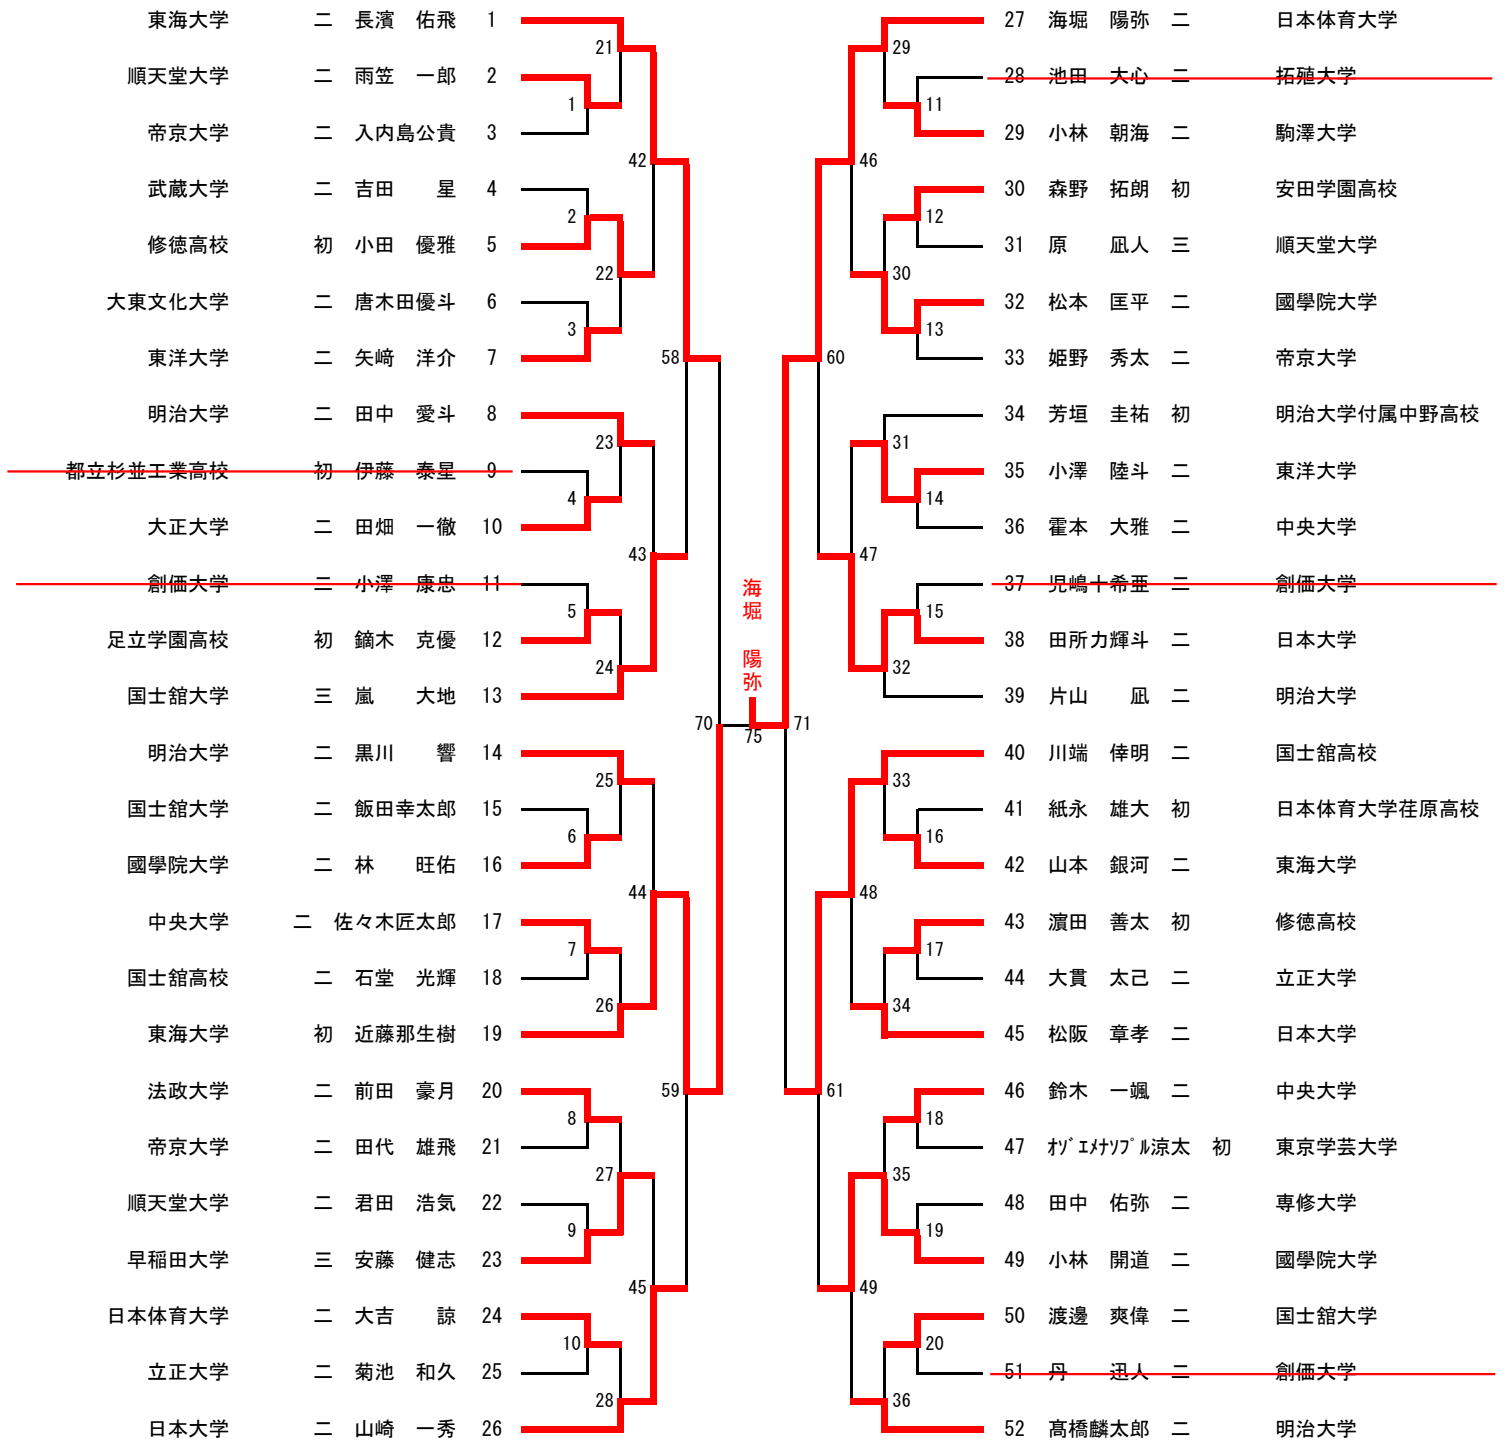 東海大学 二 長濱 佑飛 1
順天堂大学 二 雨笠 一郎 2
帝京大学 二 入内島公貴 3
武蔵大学 二 吉田 星 4
修徳高校 初 小田 優雅 5
大東文化大学 二 唐木田優斗 6
東洋大学 二 矢﨑 洋介 7
明治大学 二 田中 愛斗 8
都立杉並工業高校 初 伊藤 泰星 9
大正大学 二 田畑 一徹 10
創価大学 二 小澤 康忠 11
足立学園高校 初 鏑木 克優 12
国士舘大学 三 嵐 大地 13
明治大学 二 黒川 響 14
国士舘大学 二 飯田幸太郎 15
國學院大学 二 林 旺佑 16
中央大学 二 佐々木匠太郎 17
国士舘高校 二 石堂 光輝 18
東海大学 初 近藤那生樹 19
法政大学 二 前田 豪月 20
帝京大学 二 田代 雄飛 21
順天堂大学 二 君田 浩気 22
早稲田大学 三 安藤 健志 23
日本体育大学 二 大吉 諒 24
立正大学 二 菊池 和久 25
日本大学 二 山崎 一秀 26
21
1
42
2
22
3
58
23
4
43
5
24
70
25
6
44
7
26
59
8
27
9
45
10
28
海堀 陽弥
75
29
11
46
12
30
13
60
31
14
47
15
32
71
33
16
48
17
34
61
18
35
19
49
20
36
27 海堀 陽弥 二 日本体育大学
28 池田 大心 二 拓殖大学
29 小林 朝海 二 駒澤大学
30 森野 拓朗 初 安田学園高校
31 原 凪人 三 順天堂大学
32 松本 匡平 二 國學院大学
33 姫野 秀太 二 帝京大学
34 芳垣 圭祐 初 明治大学付属中野高校
35 小澤 陸斗 二 東洋大学
36 霍本 大雅 二 中央大学
37 児嶋十希亜 二 創価大学
38 田所力輝斗 二 日本大学
39 片山 凪 二 明治大学
40 川端 倖明 二 国士舘高校
41 紙永 雄大 初 日本体育大学荏原高校
42 山本 銀河 二 東海大学
43 濵田 善太 初 修徳高校
44 大貫 太己 二 立正大学
45 松阪 章孝 二 日本大学
46 鈴木 一颯 二 中央大学
47 ｵｼﾞｴﾒﾅｿﾌﾟﾙ涼太 初 東京学芸大学
48 田中 佑弥 二 専修大学
49 小林 開道 二 國學院大学
50 渡邊 爽偉 二 国士舘大学
51 丹 迅人 二 創価大学
52 髙橋麟太郎 二 明治大学